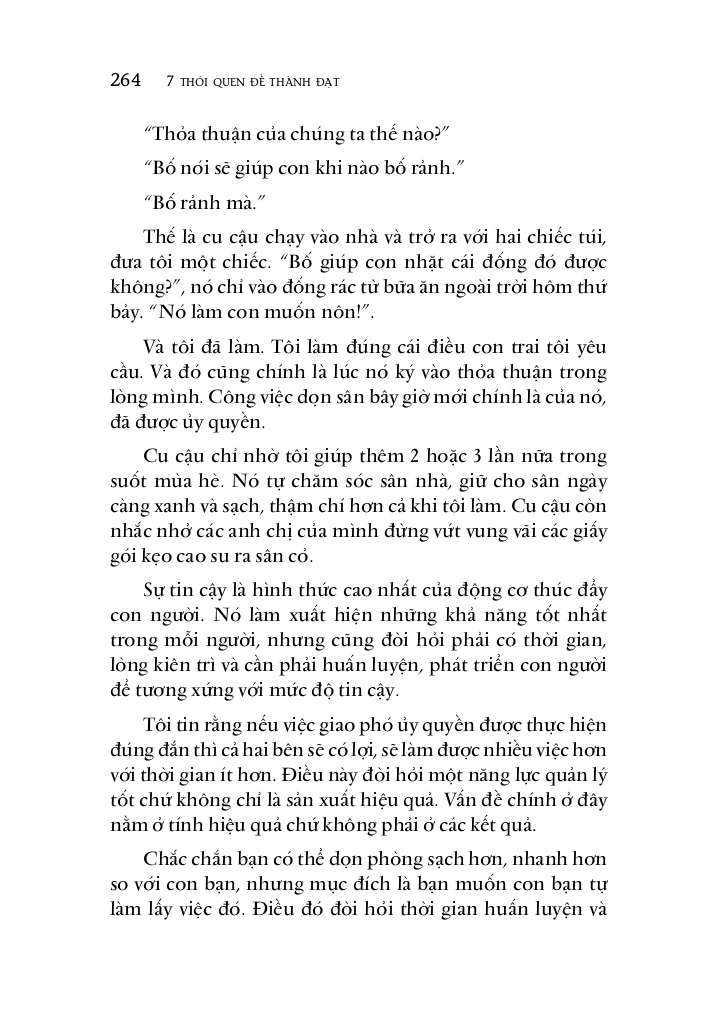 264 7 THÓI QUEN ĐỂ THÀNH ĐẠT
“Thỏa thuận của chúng ta thế nào?”
“Bố nói sẽ giúp con khi nào bố rảnh.”
“Bố rảnh mà.”
Thế là cu cậu chạy vào nhà và trở ra với hai chiếc túi,
đưa tôi một chiếc. “Bố giúp con nhặt cái đống đó được
không?”, nó chỉ vào đống rác từ bữa ăn ngoài trời hôm thứ
bảy. “Nó làm con muốn nôn!”.
Và tôi đã làm. Tôi làm đúng cái điều con trai tôi yêu
cầu. Và đó cũng chính là lúc nó ký vào thỏa thuận trong
lòng mình. Công việc dọn sân bây giờ mới chính là của nó,
đã được ủy quyền.
Cu cậu chỉ nhờ tôi giúp thêm 2 hoặc 3 lần nữa trong
suốt mùa hè. Nó tự chăm sóc sân nhà, giữ cho sân ngày
càng xanh và sạch, thậm chí hơn cả khi tôi làm. Cu cậu còn
nhắc nhở các anh chị của mình đừng vứt vung vãi các giấy
gói kẹo cao su ra sân cỏ.
Sự tin cậy là hình thức cao nhất của động cơ thúc đẩy
con người. Nó làm xuất hiện những khả năng tốt nhất
trong mỗi người, nhưng cũng đòi hỏi phải có thời gian,
lòng kiên trì và cần phải huấn luyện, phát triển con người
để tương xứng với mức độ tin cậy.
Tôi tin rằng nếu việc giao phó ủy quyền được thực hiện
đúng đắn thì cả hai bên sẽ có lợi, sẽ làm được nhiều việc hơn
với thời gian ít hơn. Điều này đòi hỏi một năng lực quản lý
tốt chứ không chỉ là sản xuất hiệu quả. Vấn đề chính ở đây
nằm ở tính hiệu quả chứ không phải ở các kết quả.
Chắc chắn bạn có thể dọn phòng sạch hơn, nhanh hơn
so với con bạn, nhưng mục đích là bạn muốn con bạn tự
làm lấy việc đó. Điều đó đòi hỏi thời gian huấn luyện và